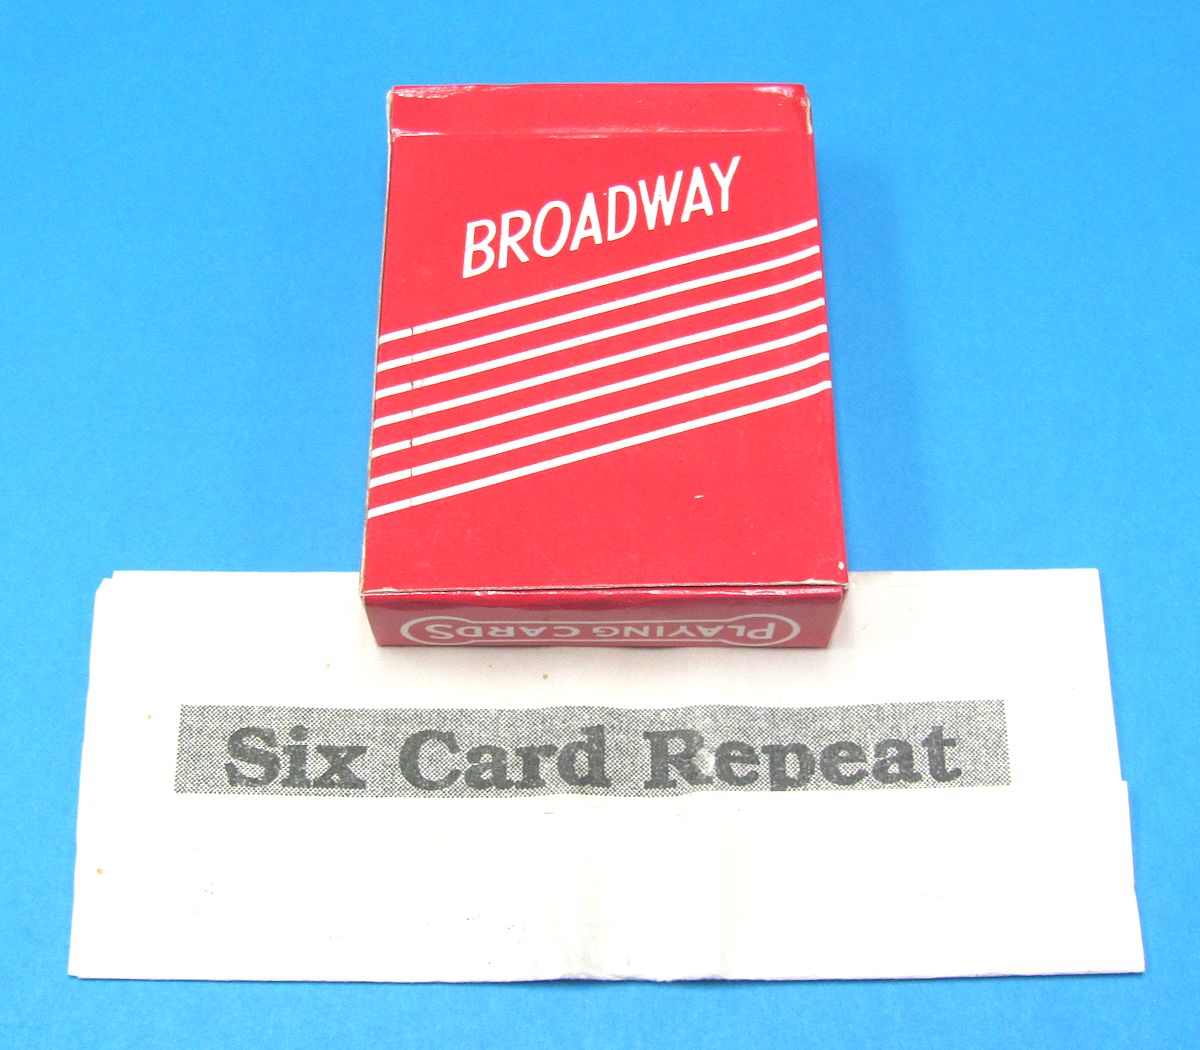 BROADWAY
PLAYING CARDS
Six Card Repeat